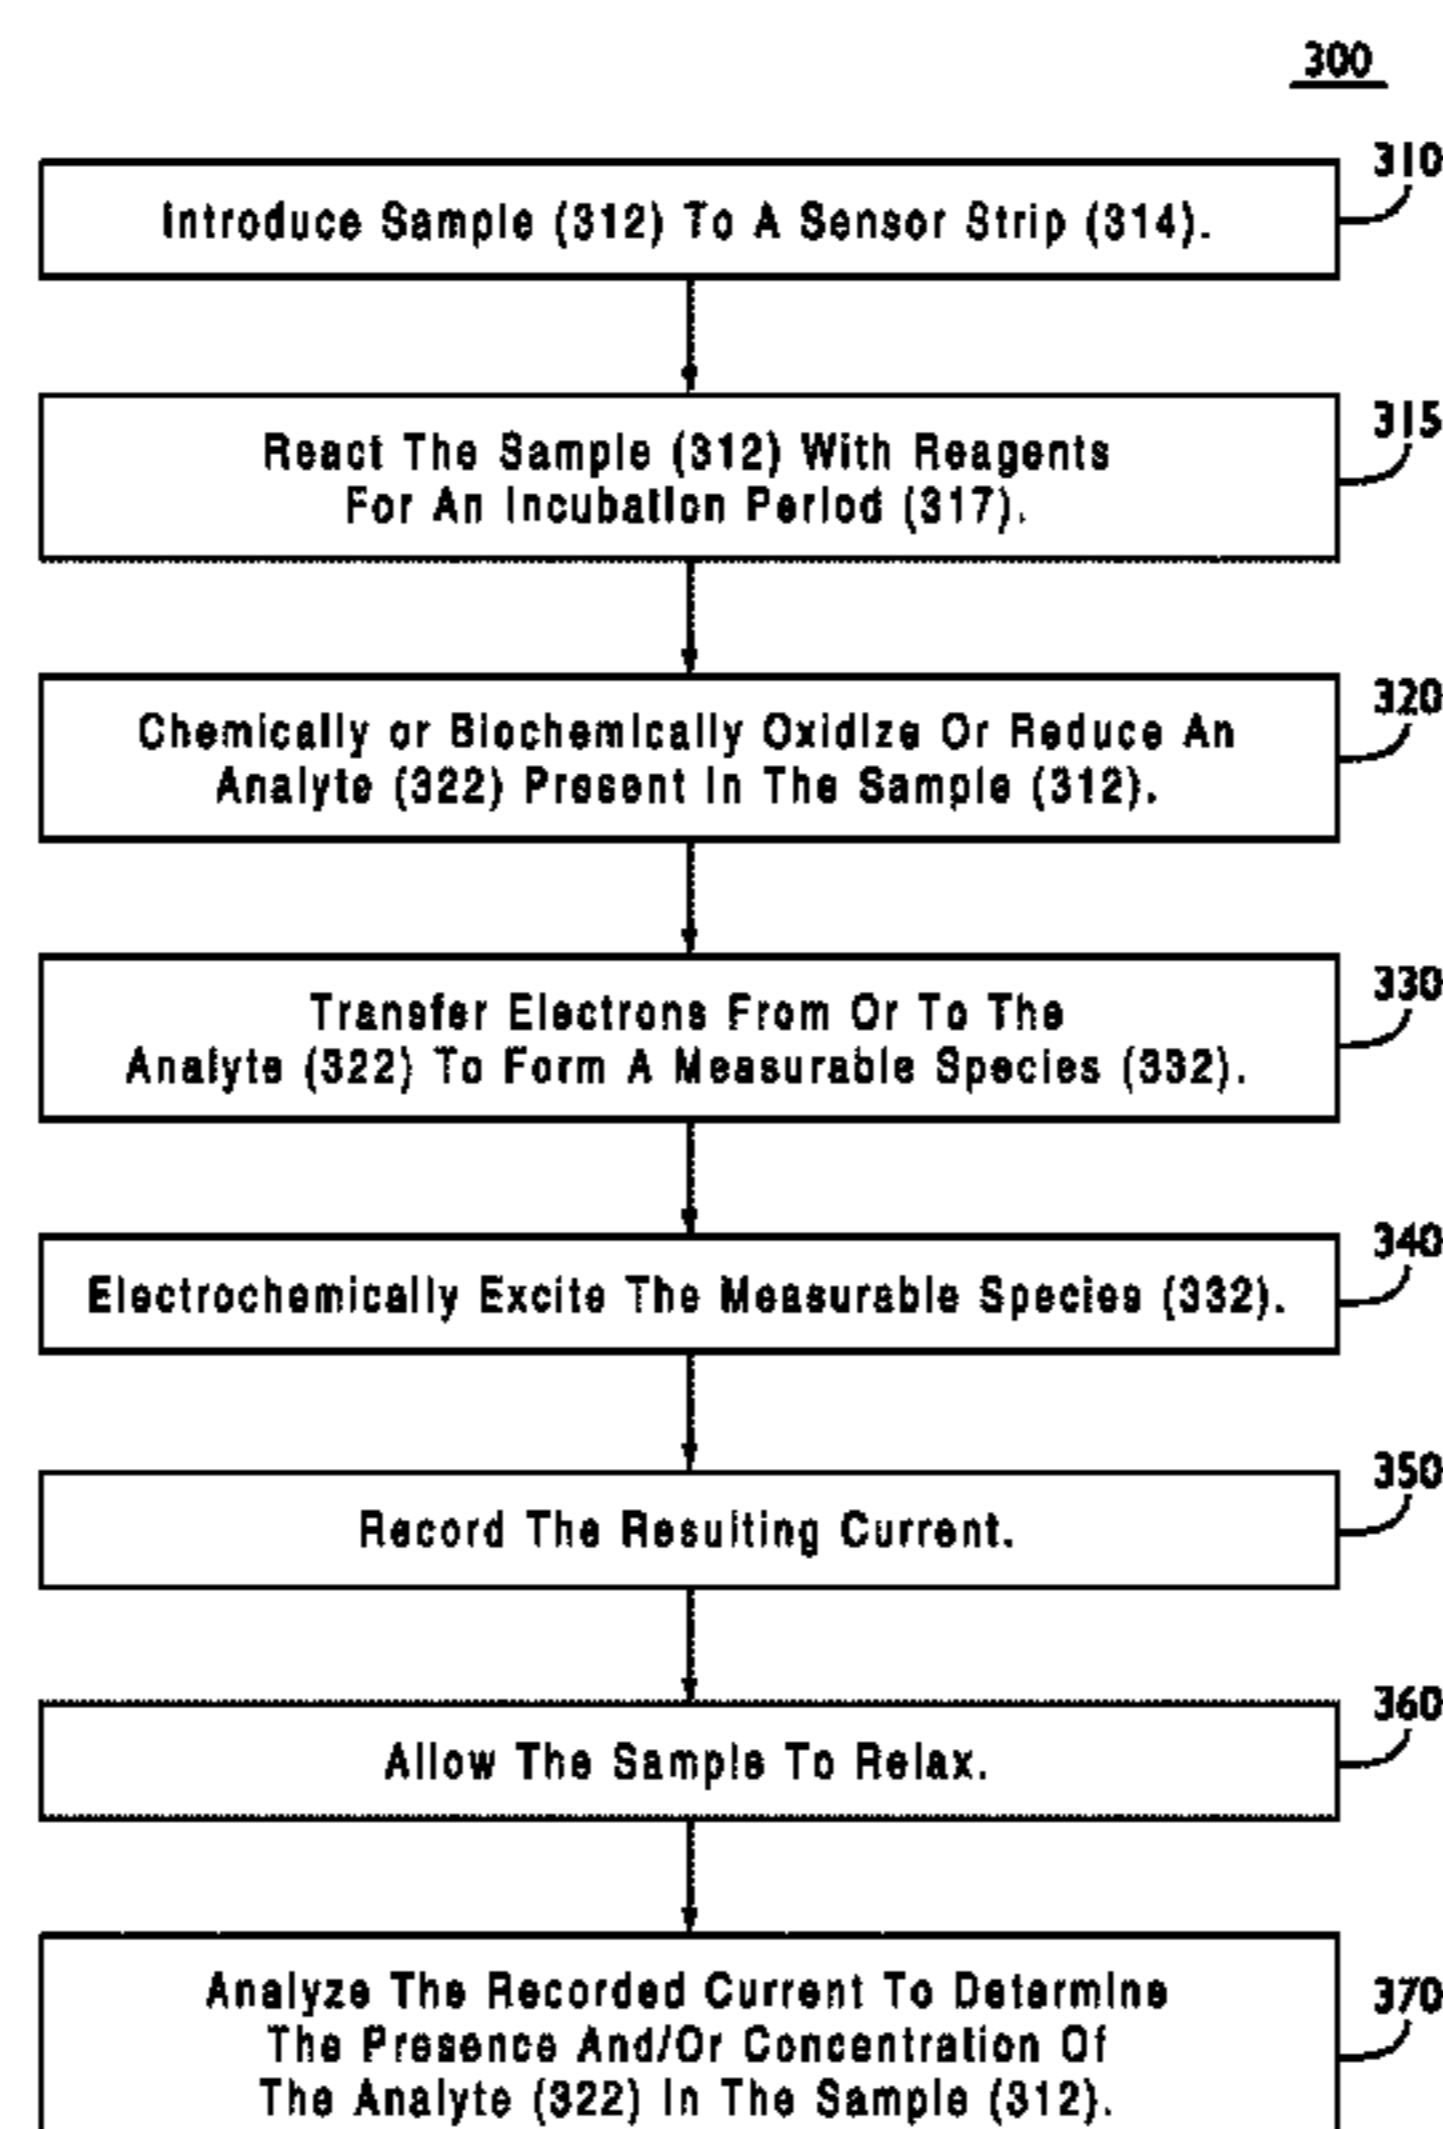 300
310
Introduce Sample (312) To A Sensor Strip (314).
315
React The Sample (312) With Reagents
For An Incubation Period (317).
320
Chemically or Biochemically Oxidize Or Reduce An
Analyte (322) Present In The Sample (312).
330
Transfer Electrons From Or To The
Analyte (322) To Form A Measurable Species (332).
340
Electrochemically Excite The Measurable Species (332).
350
Record The Resulting Current.
360
Allow The Sample To Relax.
370
Analyze The Recorded Current To Determine
The Presence And/Or Concentration Of
The Analyte (322) In The Sample (312).